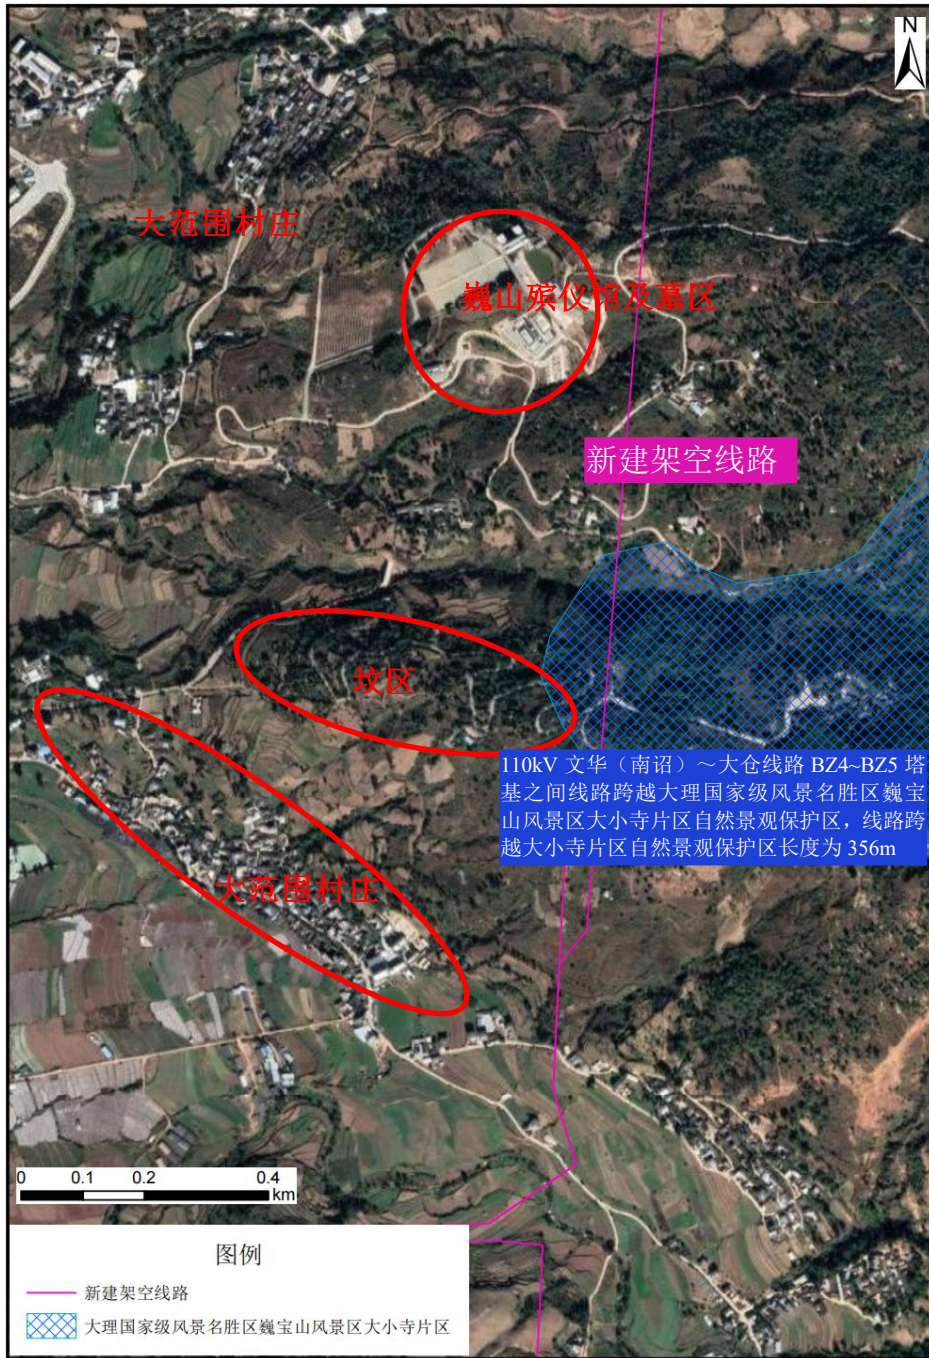 N
大范围村庄
巍山殡仪馆及墓区
新建架空线路
坟区
110kV 文华（南诏）～大仓线路 BZ4~BZ5 塔
基之间线路跨越大理国家级风景名胜区巍宝
山风景区大小寺片区自然景观保护区，线路跨
越大小寺片区自然景观保护区长度为 356m
大范围村庄
0 0.1 0.2 0.4
km
图例
新建架空线路
大理国家级风景名胜区巍宝山风景区大小寺片区